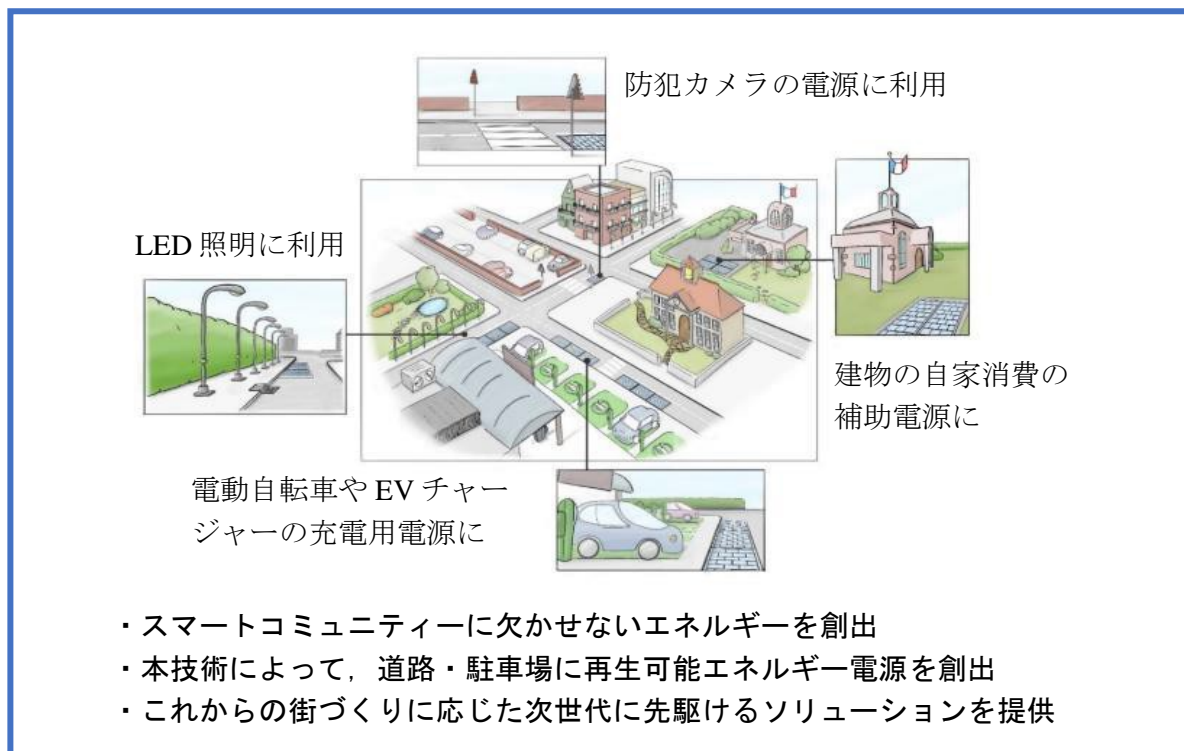 防犯カメラの電源に利用
LED 照明に利用
建物の自家消費の
補助電源に
電動自転車や EV チャー
ジャーの充電用電源に
・スマートコミュニティーに欠かせないエネルギーを創出
・本技術によって，道路・駐車場に再生可能エネルギー電源を創出
・これからの街づくりに応じた次世代に先駆けるソリューションを提供